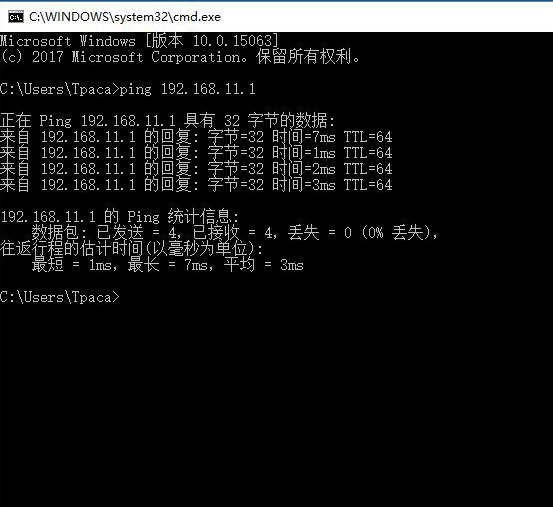 C:\WINDOWS\system32\cmd.exe
Microsoft Windows [版本 10.0.15063]
(c) 2017 Microsoft Corporation。保留所有权利。
C:\Users\Tpaca>ping 192.168.11.1
正在 Ping 192.168.11.1 具有 32 字节的数据:
来自 192.168.11.1 的回复: 字节=32 时间=7ms TTL=64
来自 192.168.11.1 的回复: 字节=32 时间=1ms TTL=64
来自 192.168.11.1 的回复: 字节=32 时间=2ms TTL=64
来自 192.168.11.1 的回复: 字节=32 时间=3ms TTL=64
192.168.11.1 的 Ping 统计信息:
数据包: 已发送 = 4，已接收 = 4，丢失 = 0 (0% 丢失)，
往返行程的估计时间(以毫秒为单位):
最短 = 1ms，最长 = 7ms，平均 = 3ms
C:\Users\Tpaca>